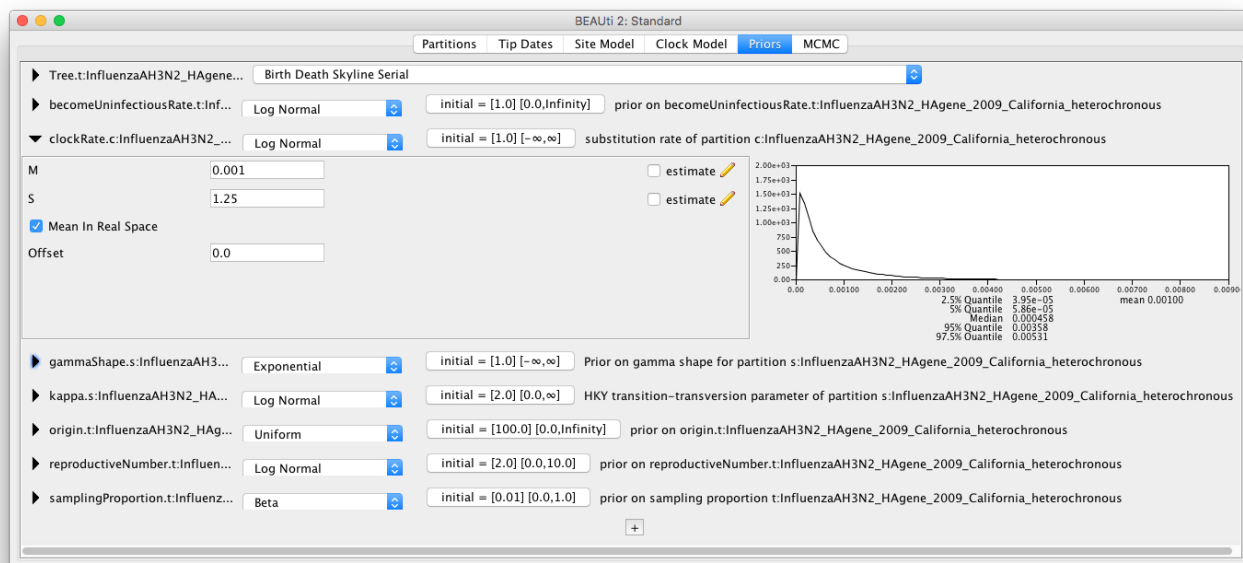 BEAUti 2: Standard
Partitions Tip Dates Site Model Clock Model Priors MCMC
Tree.t:InfluenzaAH3N2_HAgene... Birth Death Skyline Serial
becomeUninfectiousRate.t:Inf... Log Normal initial = [1.0] [0.0,Infinity] prior on becomeUninfectiousRate.t:InfluenzaAH3N2_HAgene_2009_California_heterochronous
clockRate.c:InfluenzaAH3N2_... Log Normal initial = [1.0] [-∞,∞] substitution rate of partition c:InfluenzaAH3N2_HAgene_2009_California_heterochronous
M 0.001 estimate
S 1.25 estimate
Mean In Real Space
Offset 0.0
2.00e+03
1.75e+03
1.50e+03
1.25e+03
1.00e+03
750
500
250
0.00
0.00 0.00100 0.00200 0.00300 0.00400 0.00500 0.00600 0.00700 0.00800 0.0090
2.5% Quantile 3.95e-05 mean 0.00100
5% Quantile 5.86e-05
Median 0.000458
95% Quantile 0.00358
97.5% Quantile 0.00531
gammaShape.s:InfluenzaAH3... Exponential initial = [1.0] [-∞,∞] Prior on gamma shape for partition s:InfluenzaAH3N2_HAgene_2009_California_heterochronous
kappa.s:InfluenzaAH3N2_HA... Log Normal initial = [2.0] [0.0,∞] HKY transition-transversion parameter of partition s:InfluenzaAH3N2_HAgene_2009_California_heterochronous
origin.t:InfluenzaAH3N2_HAg... Uniform initial = [100.0] [0.0,Infinity] prior on origin.t:InfluenzaAH3N2_HAgene_2009_California_heterochronous
reproductiveNumber.t:Influen... Log Normal initial = [2.0] [0.0,10.0] prior on reproductiveNumber.t:InfluenzaAH3N2_HAgene_2009_California_heterochronous
samplingProportion.t:Influenz... Beta initial = [0.01] [0.0,1.0] prior on sampling proportion t:InfluenzaAH3N2_HAgene_2009_California_heterochronous
+